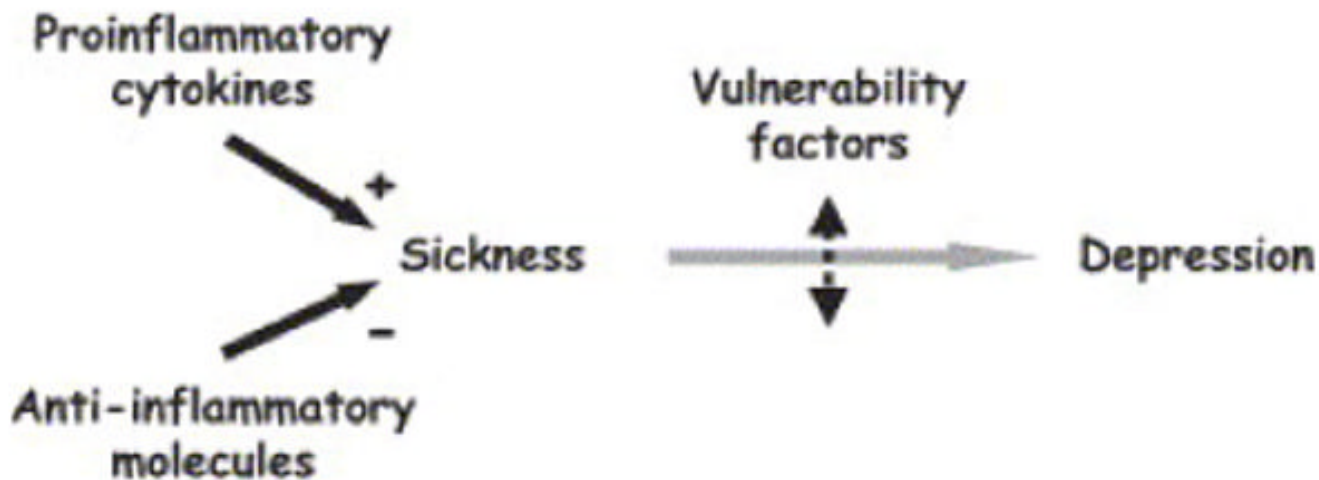 Proinflammatory
cytokines
Vulnerability
factors
+
Sickness
Depression
-
Anti-inflammatory
molecules